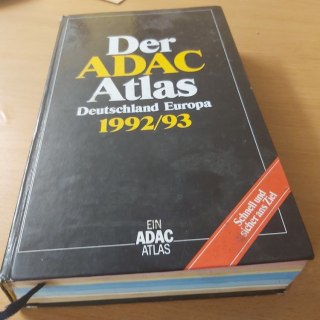 Der
ADAC
Atlas
Deutschland Europa
1992/93
Schnell und
sicher ans Ziel
EIN
ADAC
ATLAS